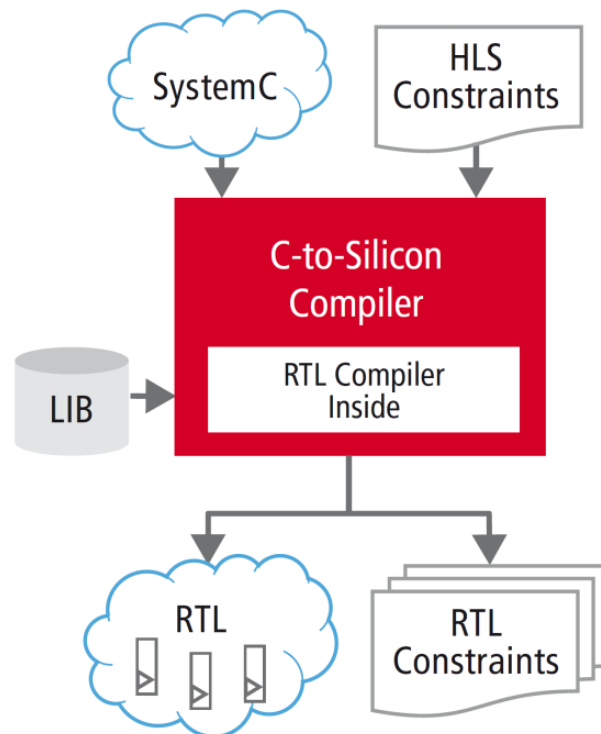 SystemC
HLS
Constraints
C-to-Silicon
Compiler
RTL Compiler
Inside
LIB
RTL
RTL
Constraints